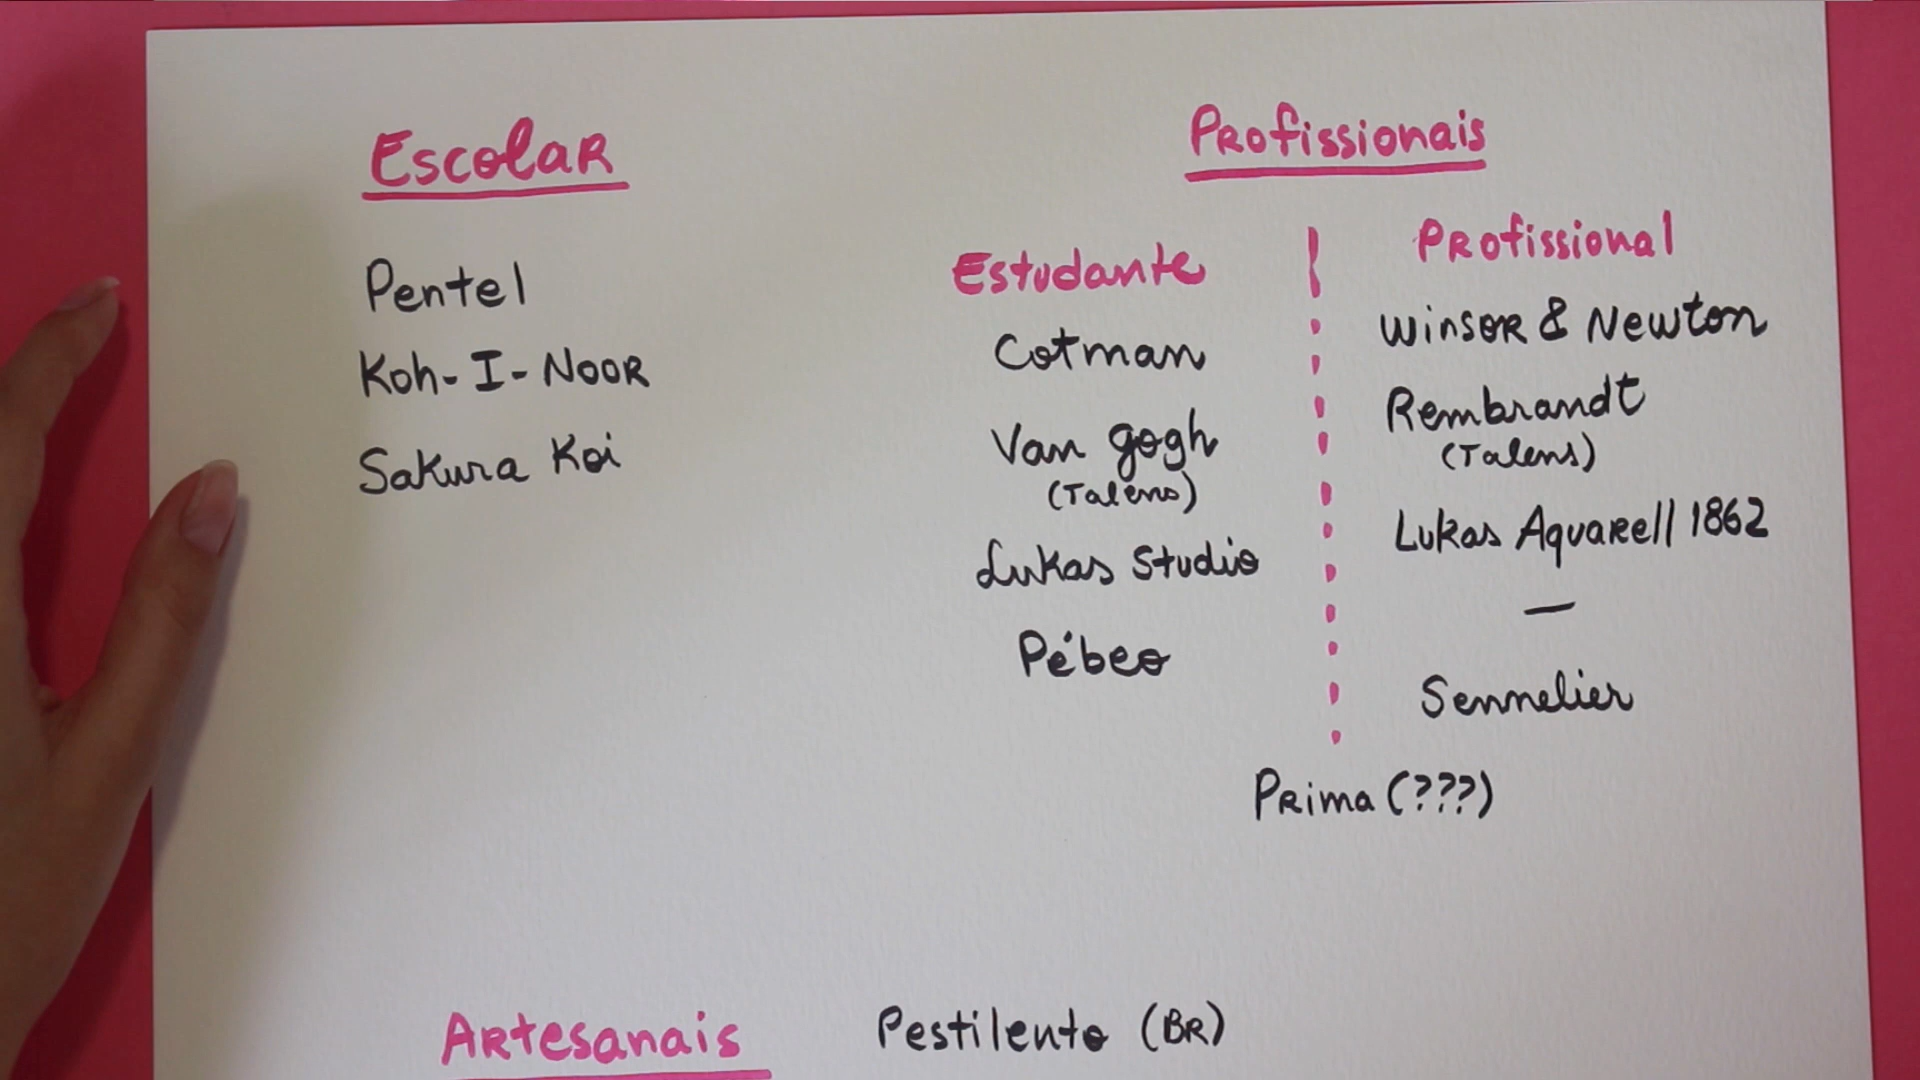 Escolar
Pentel
Koh-I-Noor
Sakura Koi
Profissionais
Estudante
Cotman
Van gogh
(Talens)
Lukas Studio
Pébeo
Profissional
Winsor & Newton
Rembrandt
(Talens)
Lukas Aquarell 1862
—
Sennelier
Prima (???)
Artesanais
Pestilento (BR)